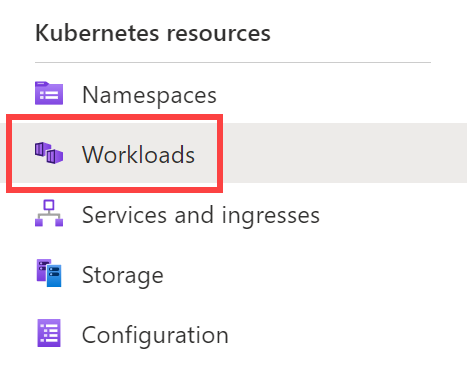 Kubernetes resources
Namespaces
Workloads
Services and ingresses
Storage
Configuration